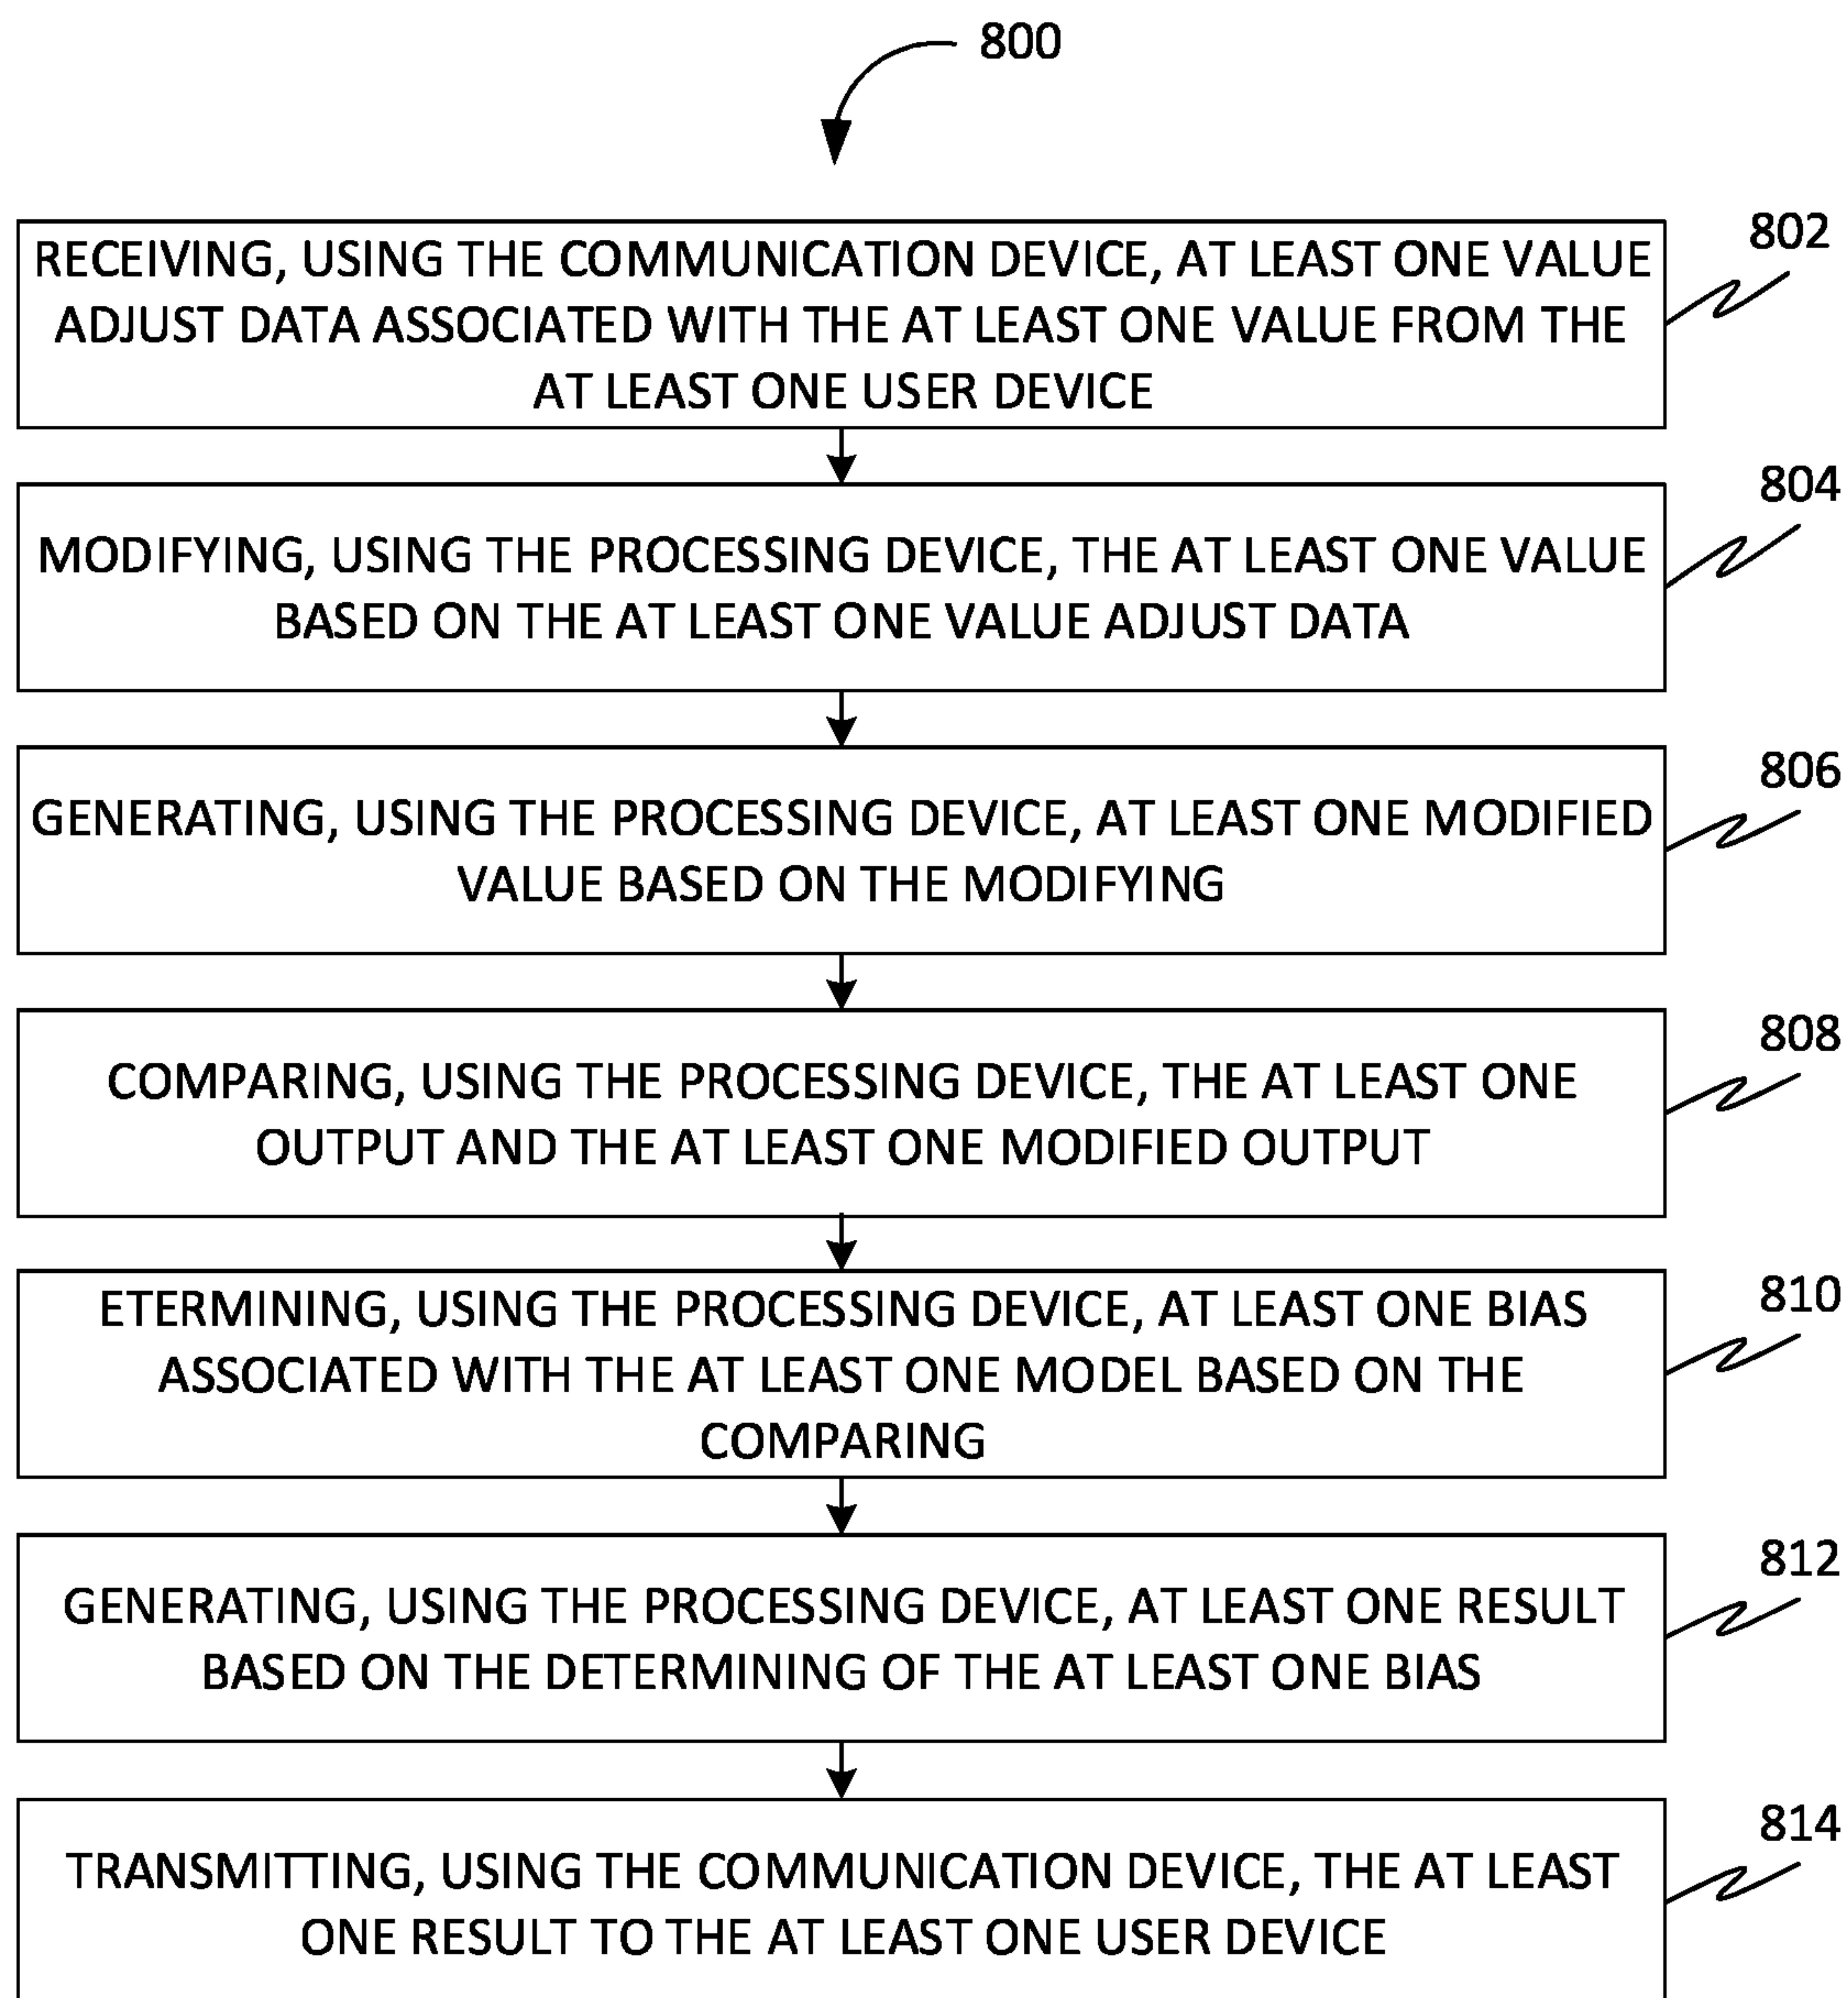 800
RECEIVING, USING THE COMMUNICATION DEVICE, AT LEAST ONE VALUE
ADJUST DATA ASSOCIATED WITH THE AT LEAST ONE VALUE FROM THE
AT LEAST ONE USER DEVICE
802
MODIFYING, USING THE PROCESSING DEVICE, THE AT LEAST ONE VALUE
BASED ON THE AT LEAST ONE VALUE ADJUST DATA
804
GENERATING, USING THE PROCESSING DEVICE, AT LEAST ONE MODIFIED
VALUE BASED ON THE MODIFYING
806
COMPARING, USING THE PROCESSING DEVICE, THE AT LEAST ONE
OUTPUT AND THE AT LEAST ONE MODIFIED OUTPUT
808
ETERMINING, USING THE PROCESSING DEVICE, AT LEAST ONE BIAS
ASSOCIATED WITH THE AT LEAST ONE MODEL BASED ON THE
COMPARING
810
GENERATING, USING THE PROCESSING DEVICE, AT LEAST ONE RESULT
BASED ON THE DETERMINING OF THE AT LEAST ONE BIAS
812
TRANSMITTING, USING THE COMMUNICATION DEVICE, THE AT LEAST
ONE RESULT TO THE AT LEAST ONE USER DEVICE
814